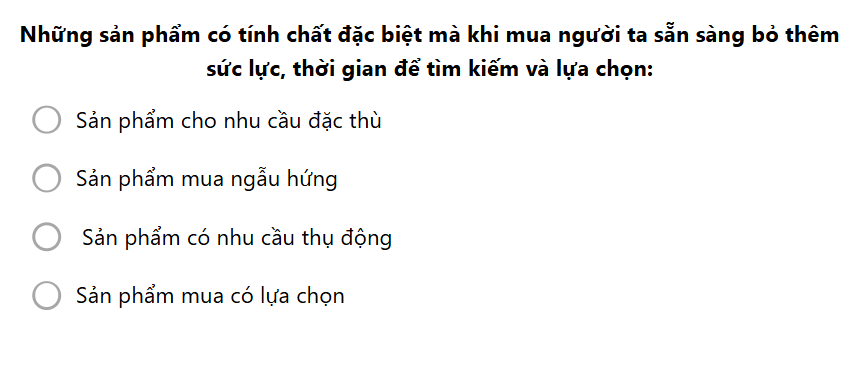 Những sản phẩm có tính chất đặc biệt mà khi mua người ta sẵn sàng bỏ thêm
sức lực, thời gian để tìm kiếm và lựa chọn:
Sản phẩm cho nhu cầu đặc thù
Sản phẩm mua ngẫu hứng
Sản phẩm có nhu cầu thụ động
Sản phẩm mua có lựa chọn